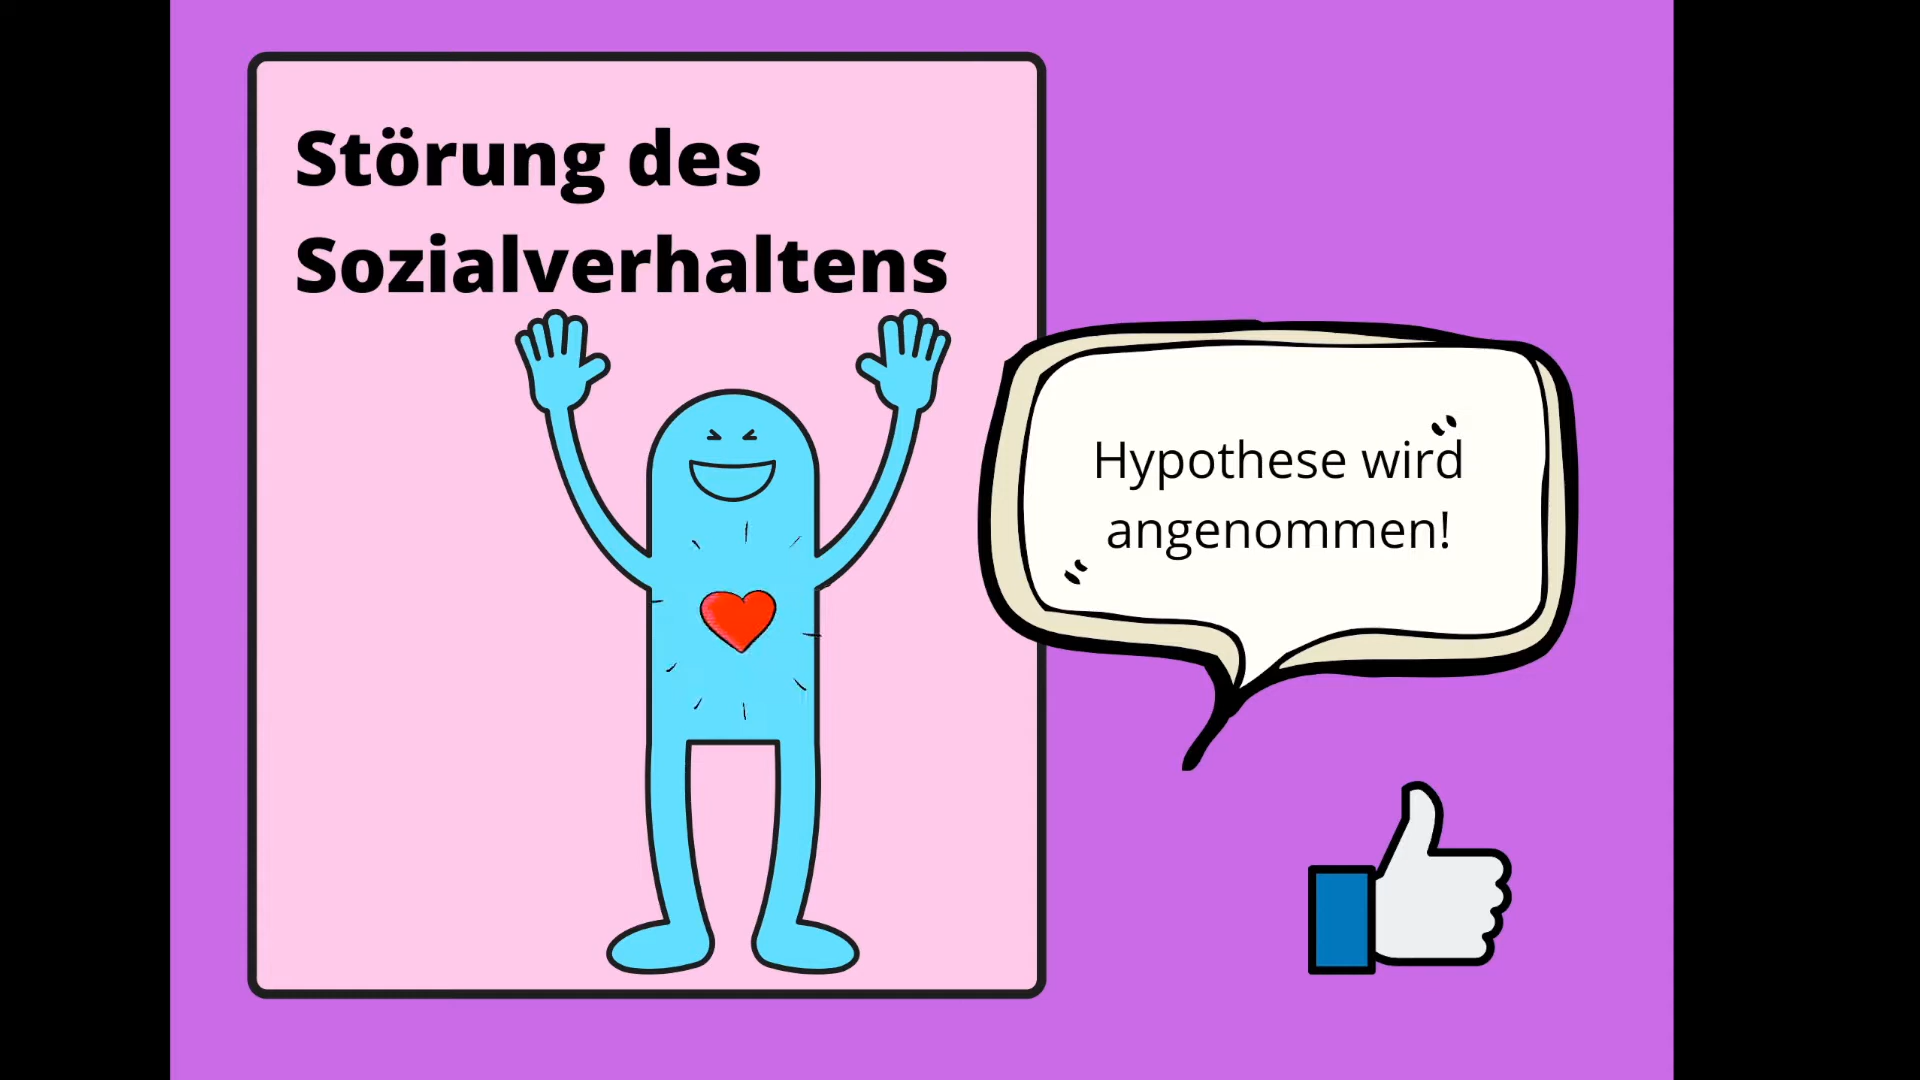 Störung des
Sozialverhaltens
Hypothese wird
angenommen!